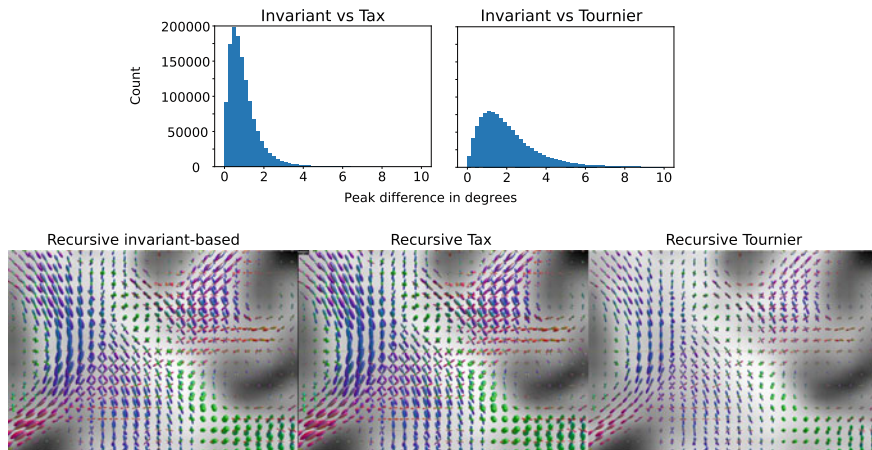 Invariant vs Tax
Invariant vs Tournier
200000
150000
100000
50000
0
Count
0 2 4 6 8 10
0 2 4 6 8 10
Peak difference in degrees
Recursive invariant-based
Recursive Tax
Recursive Tournier